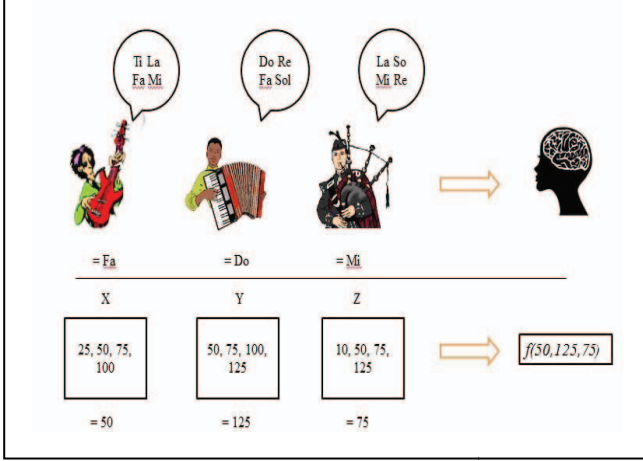 Ti La
Fa Mi
Do Re
Fa Sol
La So
Mi Re
= Fa
= Do
= Mi
X
Y
Z
25, 50, 75,
100
50, 75, 100,
125
10, 50, 75,
125
f(50,125,75)
= 50
= 125
= 75